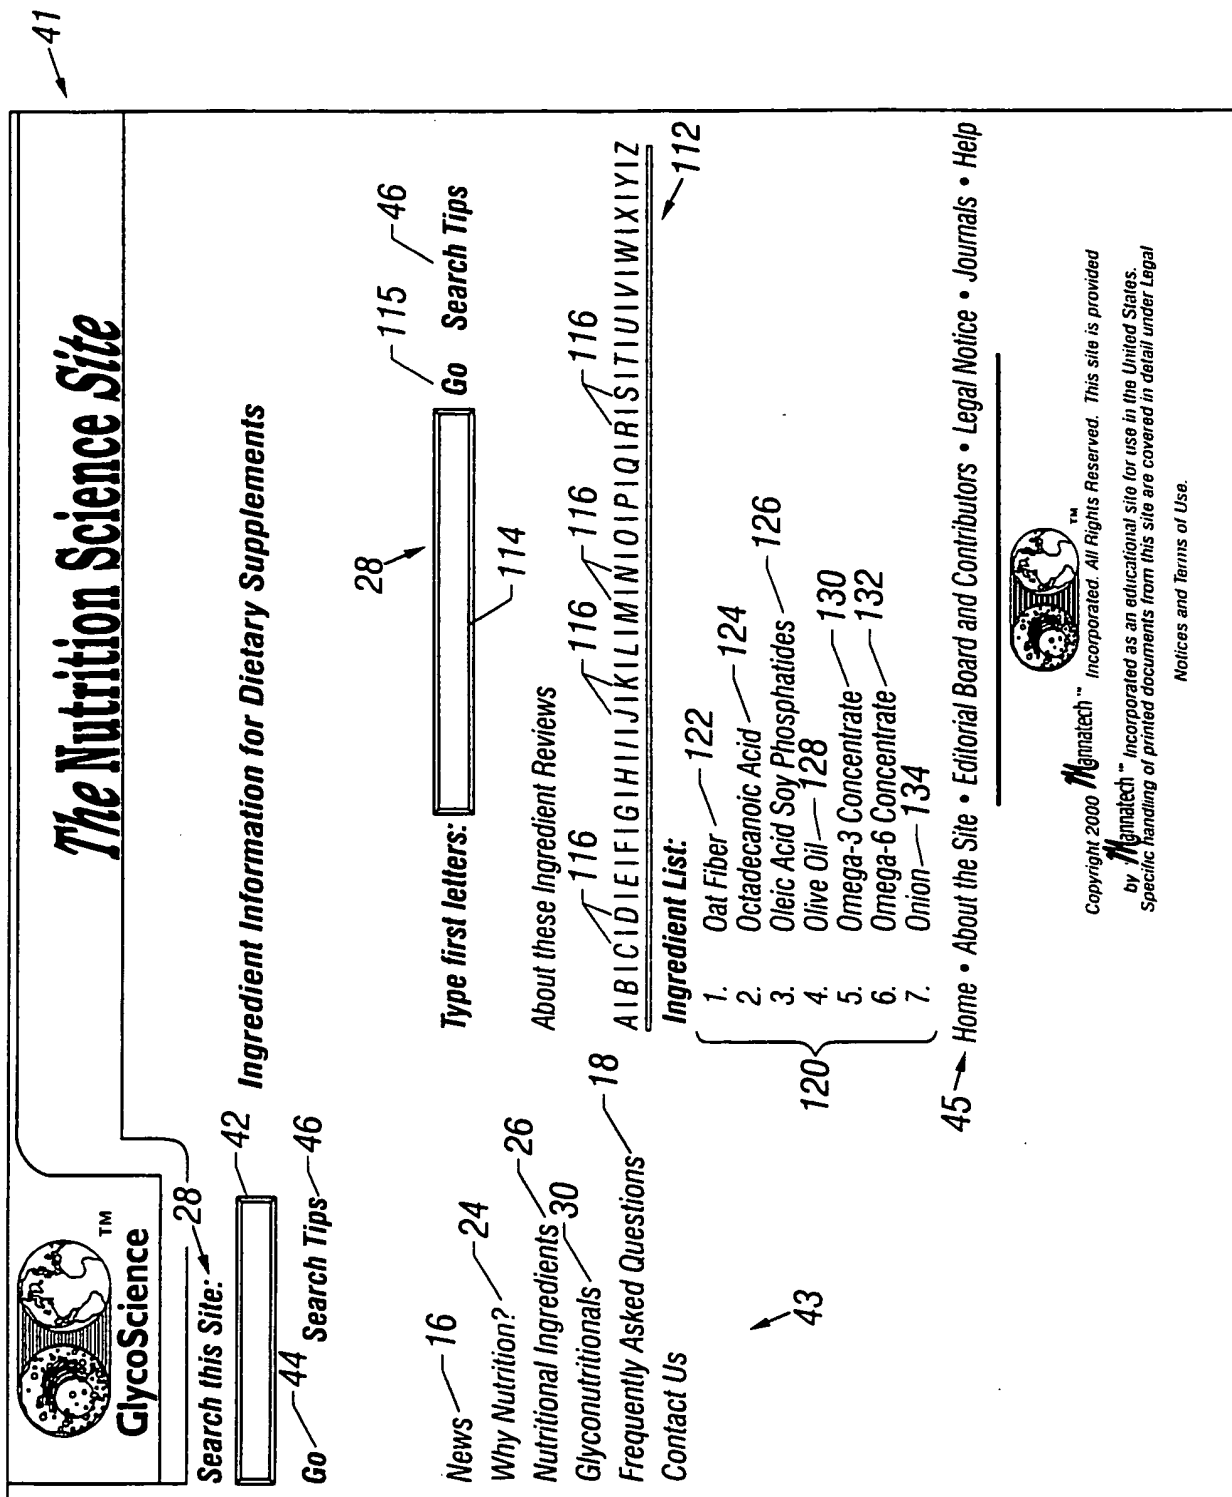 41
The Nutrition Science Site
TM
GlycoScience
Search this Site: 28
42
Go 44 Search Tips 46
Ingredient Information for Dietary Supplements
28
Type first letters: Go 115 Search Tips 46
114
About these Ingredient Reviews
116 116 116 116
A|B|C|D|E|F|G|H|I|J|K|L|M|N|O|P|Q|R|S|T|U|V|W|X|Y|Z
112
News 16
Why Nutrition? 24
Nutritional Ingredients 26
Glyconutritionals 30
Frequently Asked Questions 18
Contact Us
43
Ingredient List:
120
1. Oat Fiber 122
2. Octadecanoic Acid 124
3. Oleic Acid Soy Phosphatides 126
4. Olive Oil 128
5. Omega-3 Concentrate 130
6. Omega-6 Concentrate 132
7. Onion 134
45 Home • About the Site • Editorial Board and Contributors • Legal Notice • Journals • Help
TM
Copyright 2000 Mannatech™ Incorporated. All Rights Reserved. This site is provided
by Mannatech™ Incorporated as an educational site for use in the United States.
Specific handling of printed documents from this site are covered in detail under Legal
Notices and Terms of Use.